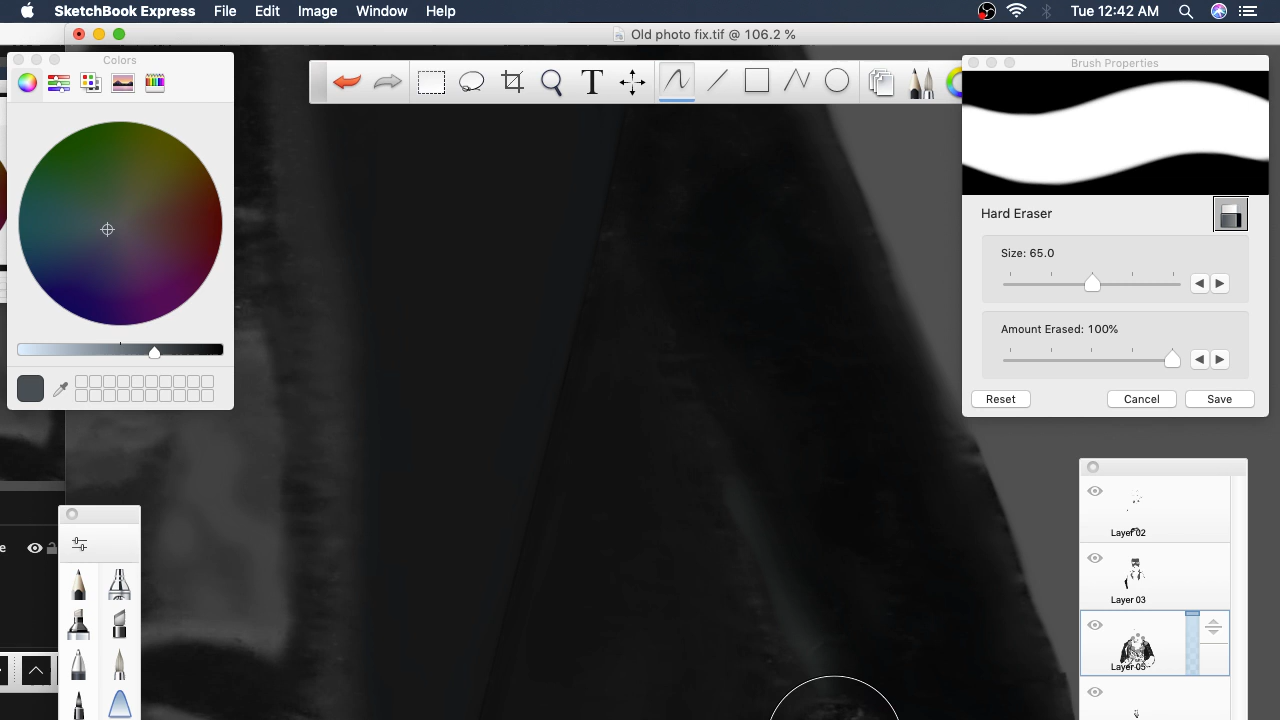 SketchBook Express File Edit Image Window Help Tue 12:42 AM
Old photo fix.tif @ 106.2 %
Colors
T
Brush Properties
Hard Eraser
Size: 65.0
Amount Erased: 100%
Reset Cancel Save
Layer 02
e
Layer 03
Layer 05